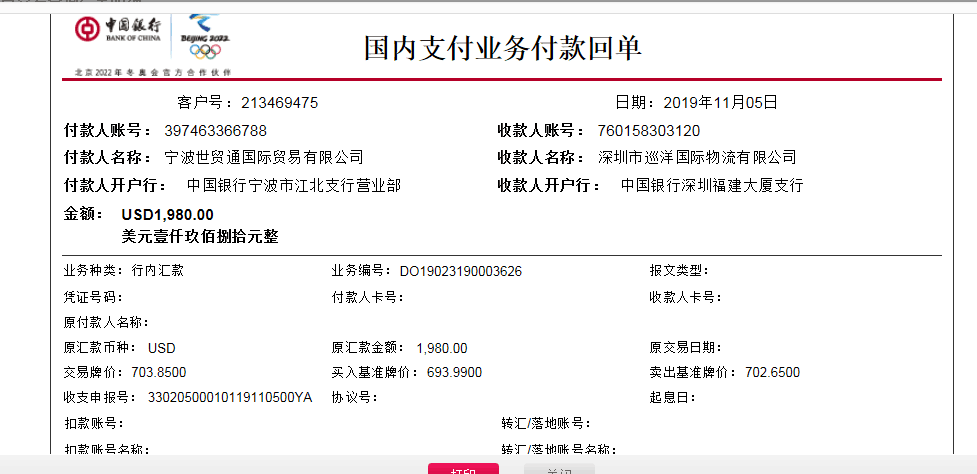 中国银行
BANK OF CHINA
BEIJING 2022
北京2022年冬奥会官方合作伙伴
国内支付业务付款回单
客户号：213469475 日期：2019年11月05日
付款人账号： 397463366788 收款人账号： 760158303120
付款人名称： 宁波世贸通国际贸易有限公司 收款人名称： 深圳市巡洋国际物流有限公司
付款人开户行： 中国银行宁波市江北支行营业部 收款人开户行： 中国银行深圳福建大厦支行
金额： USD1,980.00
美元壹仟玖佰捌拾元整
业务种类：行内汇款 业务编号：DO19023190003626 报文类型：
凭证号码： 付款人卡号： 收款人卡号：
原付款人名称：
原汇款币种： USD 原汇款金额： 1,980.00 原交易日期：
交易牌价：703.8500 买入基准牌价：693.9900 卖出基准牌价：702.6500
收支申报号： 33020500010119110500YA 协议号： 起息日：
扣款账号： 转汇/落地账号：
扣款账号名称： 转汇/落地账号名称：
打印